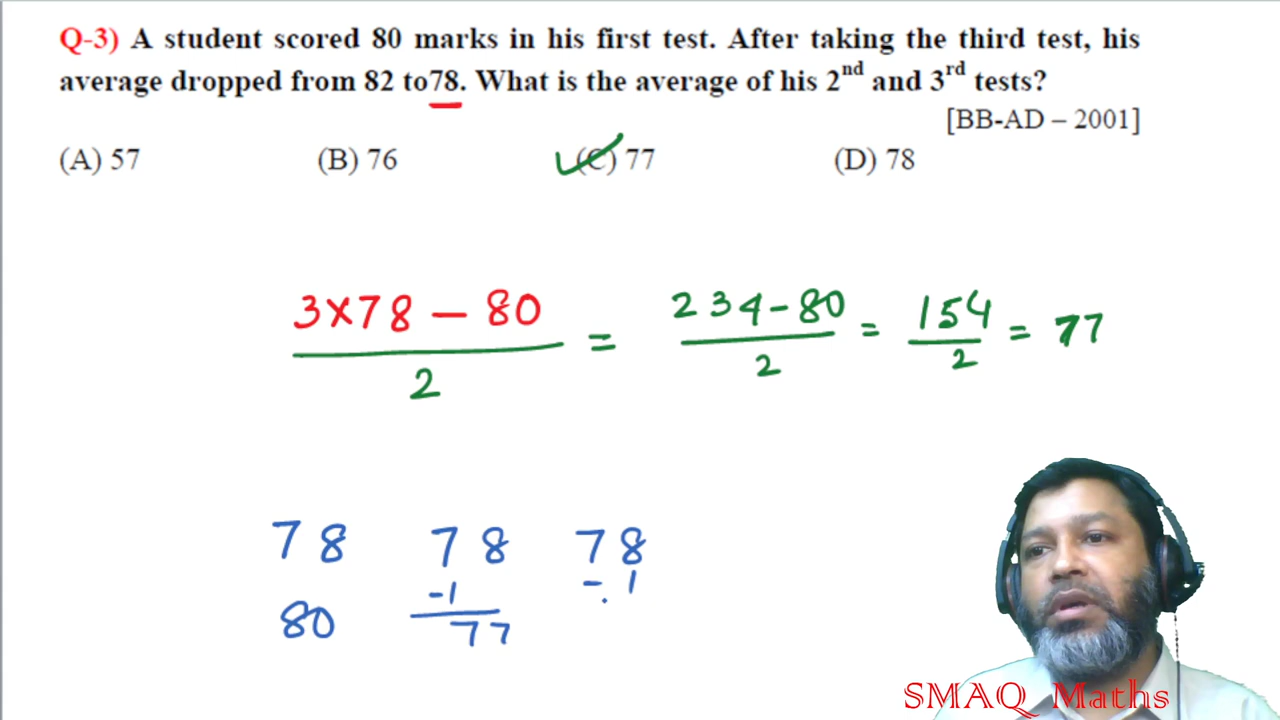 Q-3) A student scored 80 marks in his first test. After taking the third test, his
average dropped from 82 to78. What is the average of his 2nd and 3rd tests?
[BB-AD – 2001]
(A) 57 (B) 76 (C) 77 (D) 78
3×78 – 80 / 2 = 234-80 / 2 = 154 / 2 = 77
78 78 78
-1 -.1
80 77
SMAQ Maths